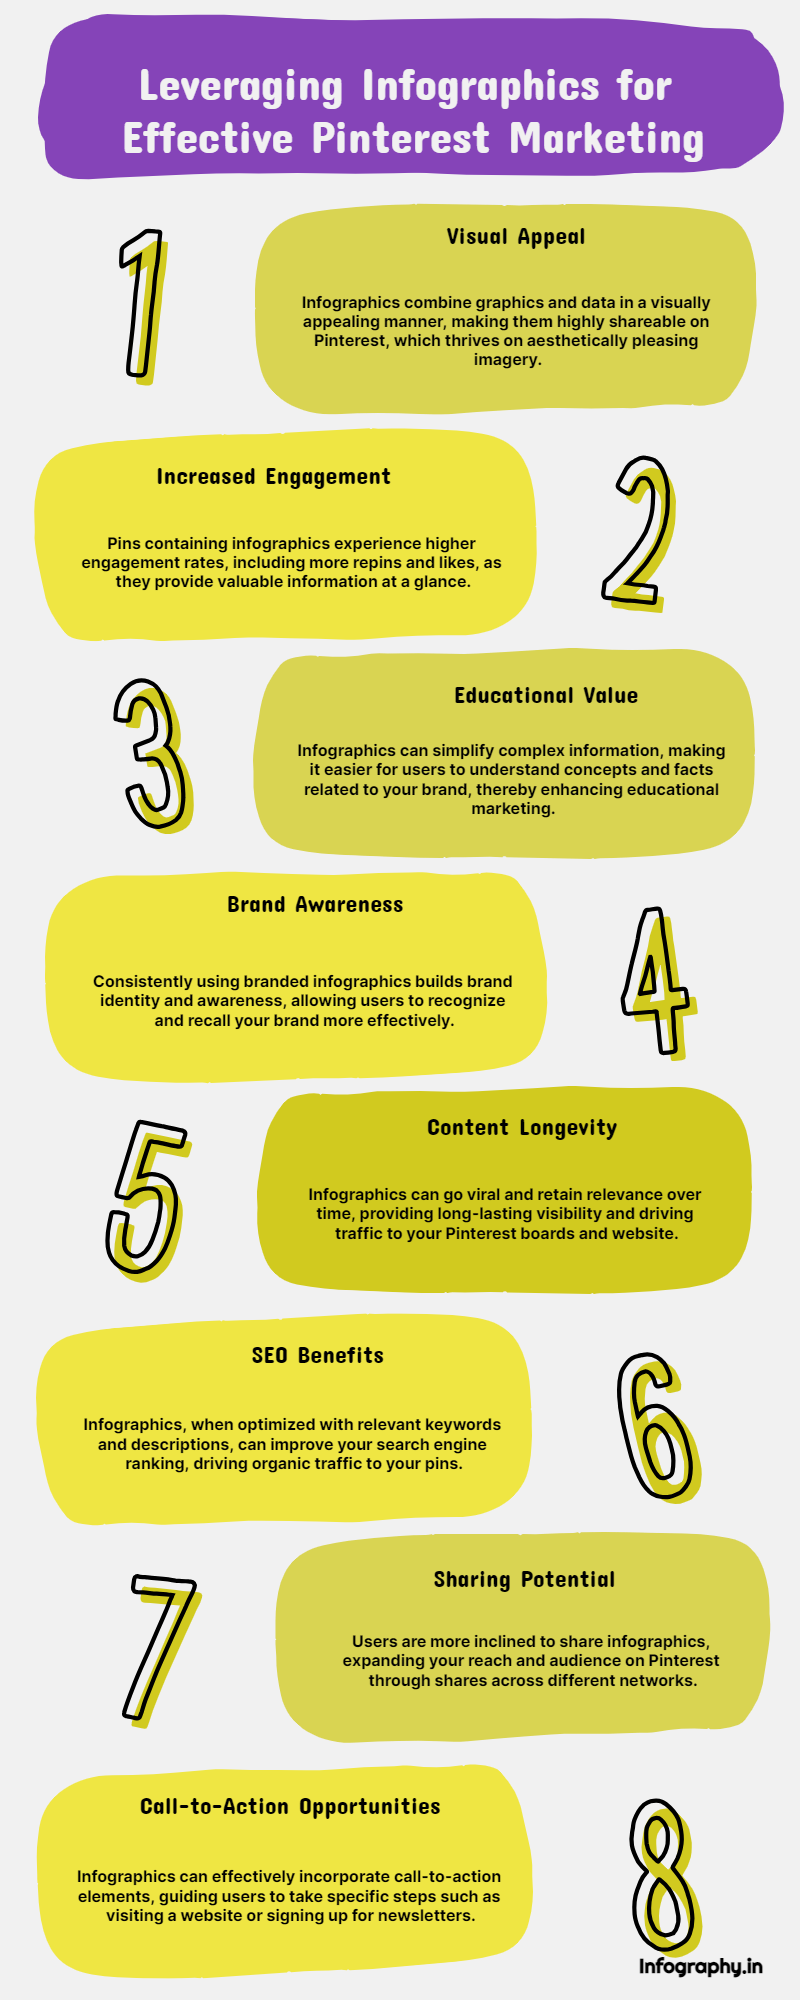 Leveraging Infographics for
Effective Pinterest Marketing
1
Visual Appeal
Infographics combine graphics and data in a visually
appealing manner, making them highly shareable on
Pinterest, which thrives on aesthetically pleasing
imagery.
Increased Engagement
Pins containing infographics experience higher
engagement rates, including more repins and likes, as
they provide valuable information at a glance.
2
3
Educational Value
Infographics can simplify complex information, making
it easier for users to understand concepts and facts
related to your brand, thereby enhancing educational
marketing.
Brand Awareness
Consistently using branded infographics builds brand
identity and awareness, allowing users to recognize
and recall your brand more effectively.
4
5
Content Longevity
Infographics can go viral and retain relevance over
time, providing long-lasting visibility and driving
traffic to your Pinterest boards and website.
SEO Benefits
Infographics, when optimized with relevant keywords
and descriptions, can improve your search engine
ranking, driving organic traffic to your pins.
6
7
Sharing Potential
Users are more inclined to share infographics,
expanding your reach and audience on Pinterest
through shares across different networks.
Call-to-Action Opportunities
Infographics can effectively incorporate call-to-action
elements, guiding users to take specific steps such as
visiting a website or signing up for newsletters.
8
Infography.in